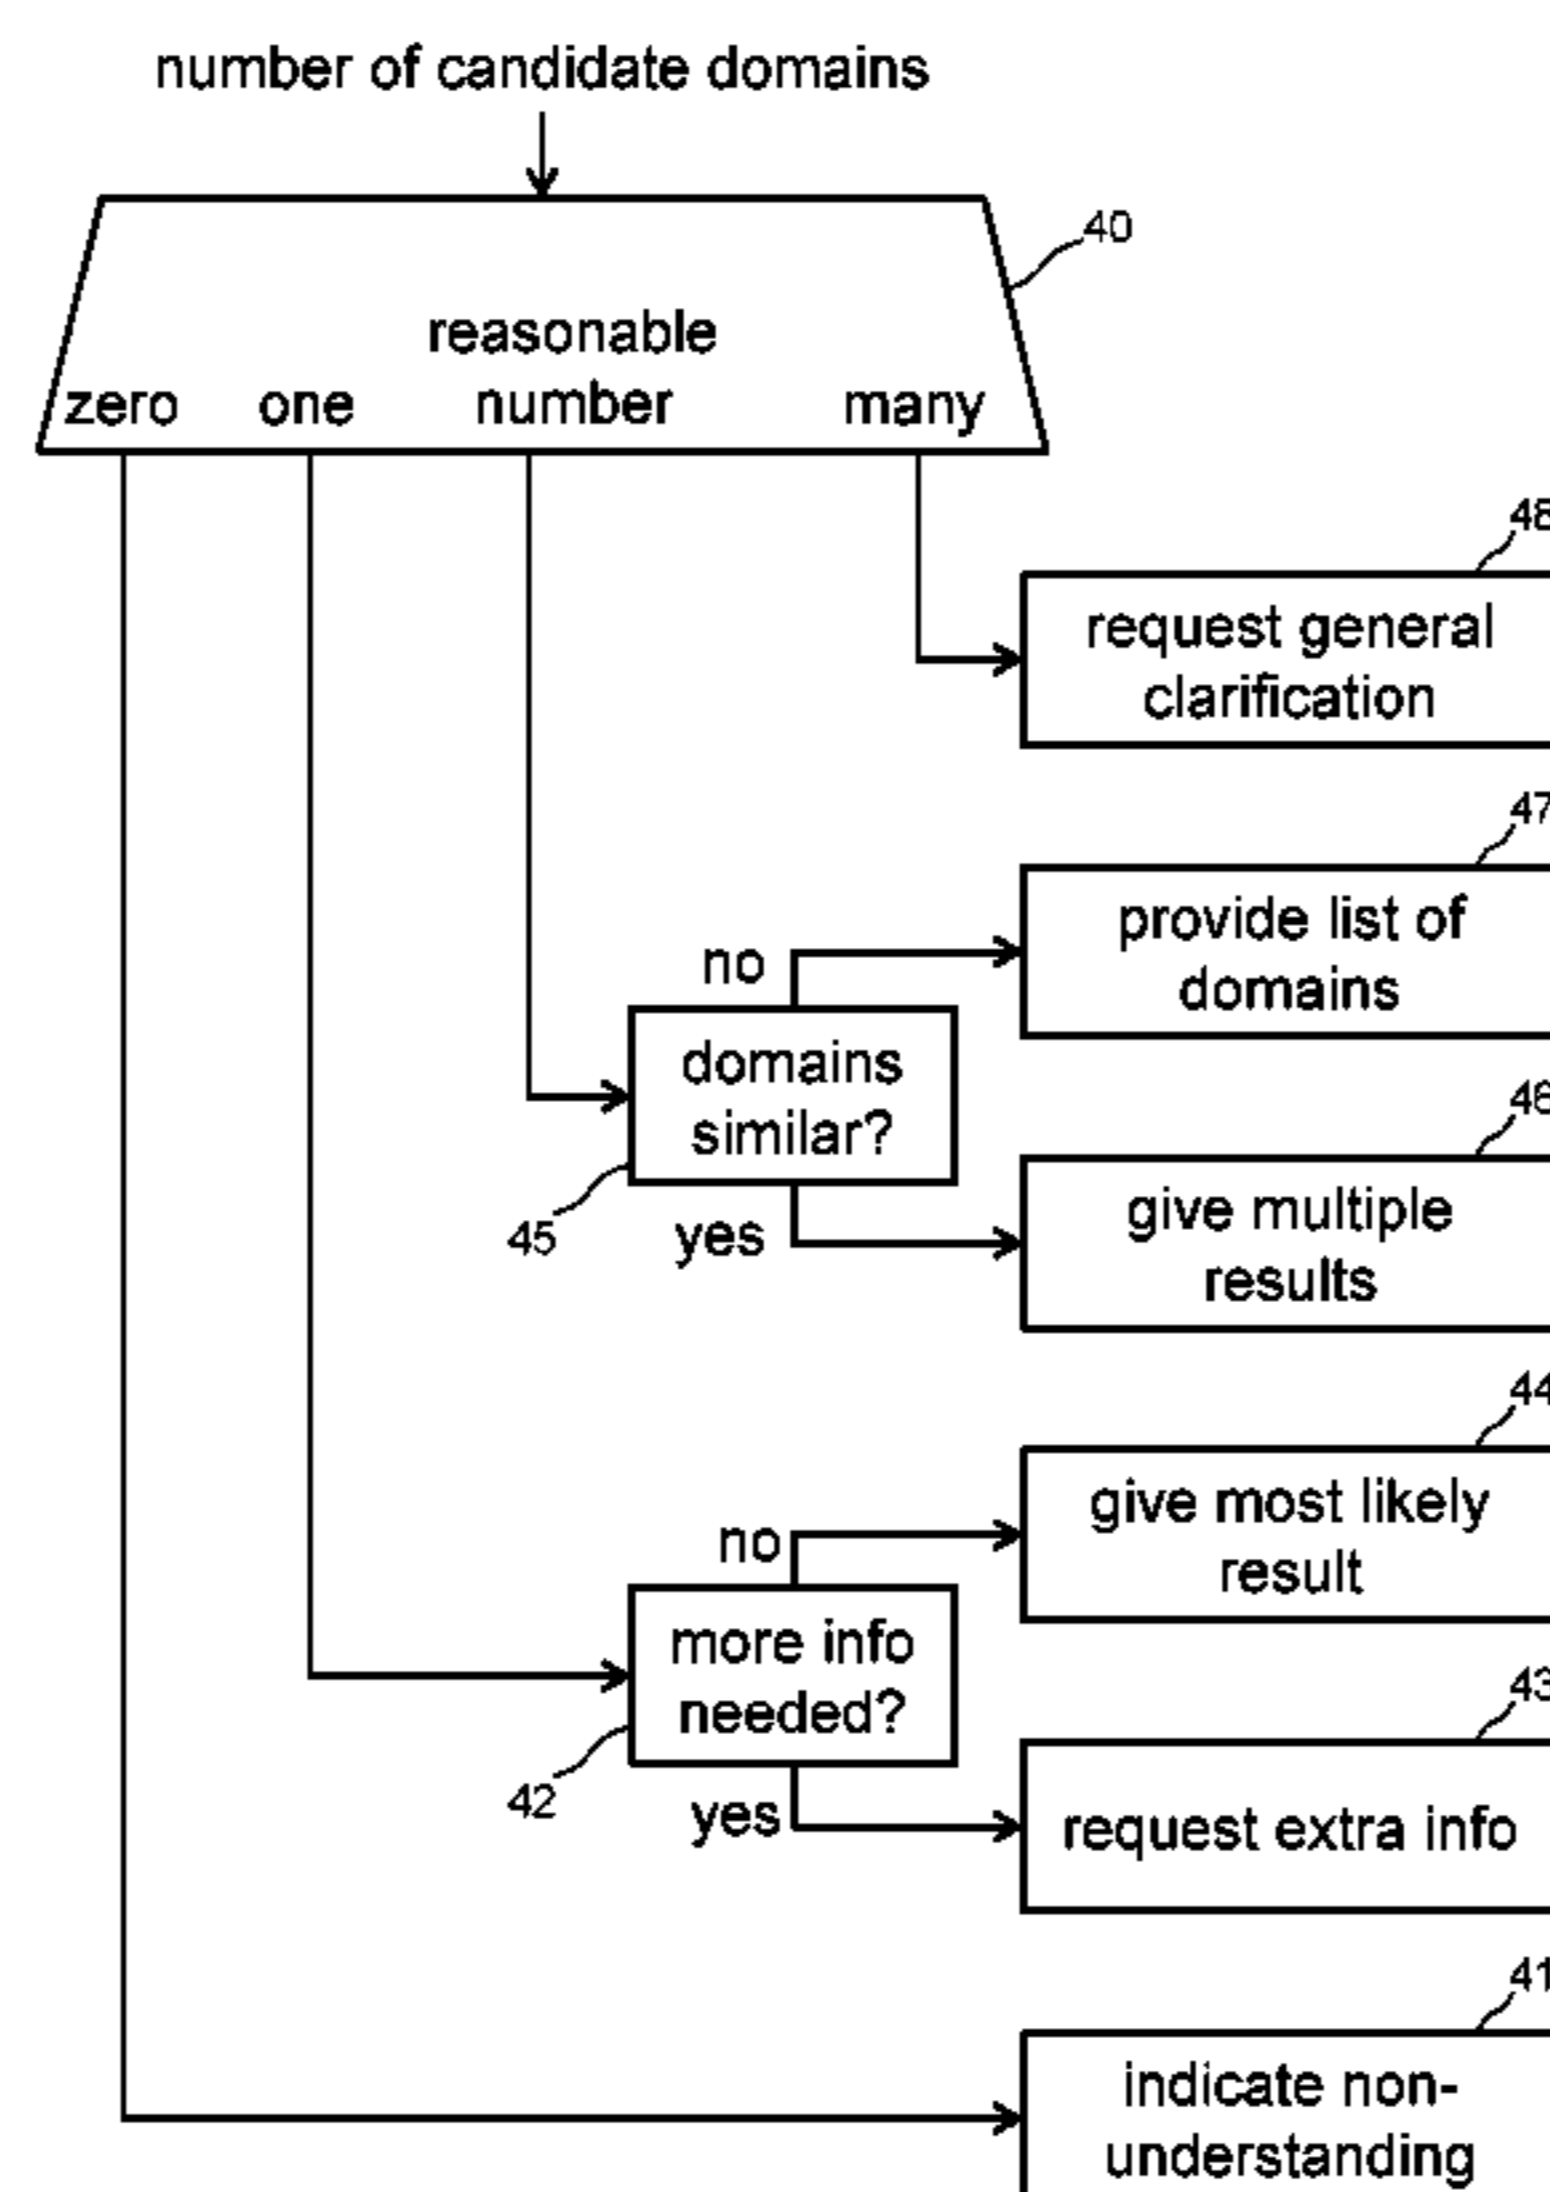 number of candidate domains
40
reasonable
zero one number many
48
request general
clarification
47
provide list of
domains
no
domains
similar?
45
yes
46
give multiple
results
44
give most likely
result
no
more info
needed?
42
yes
43
request extra info
41
indicate non-
understanding